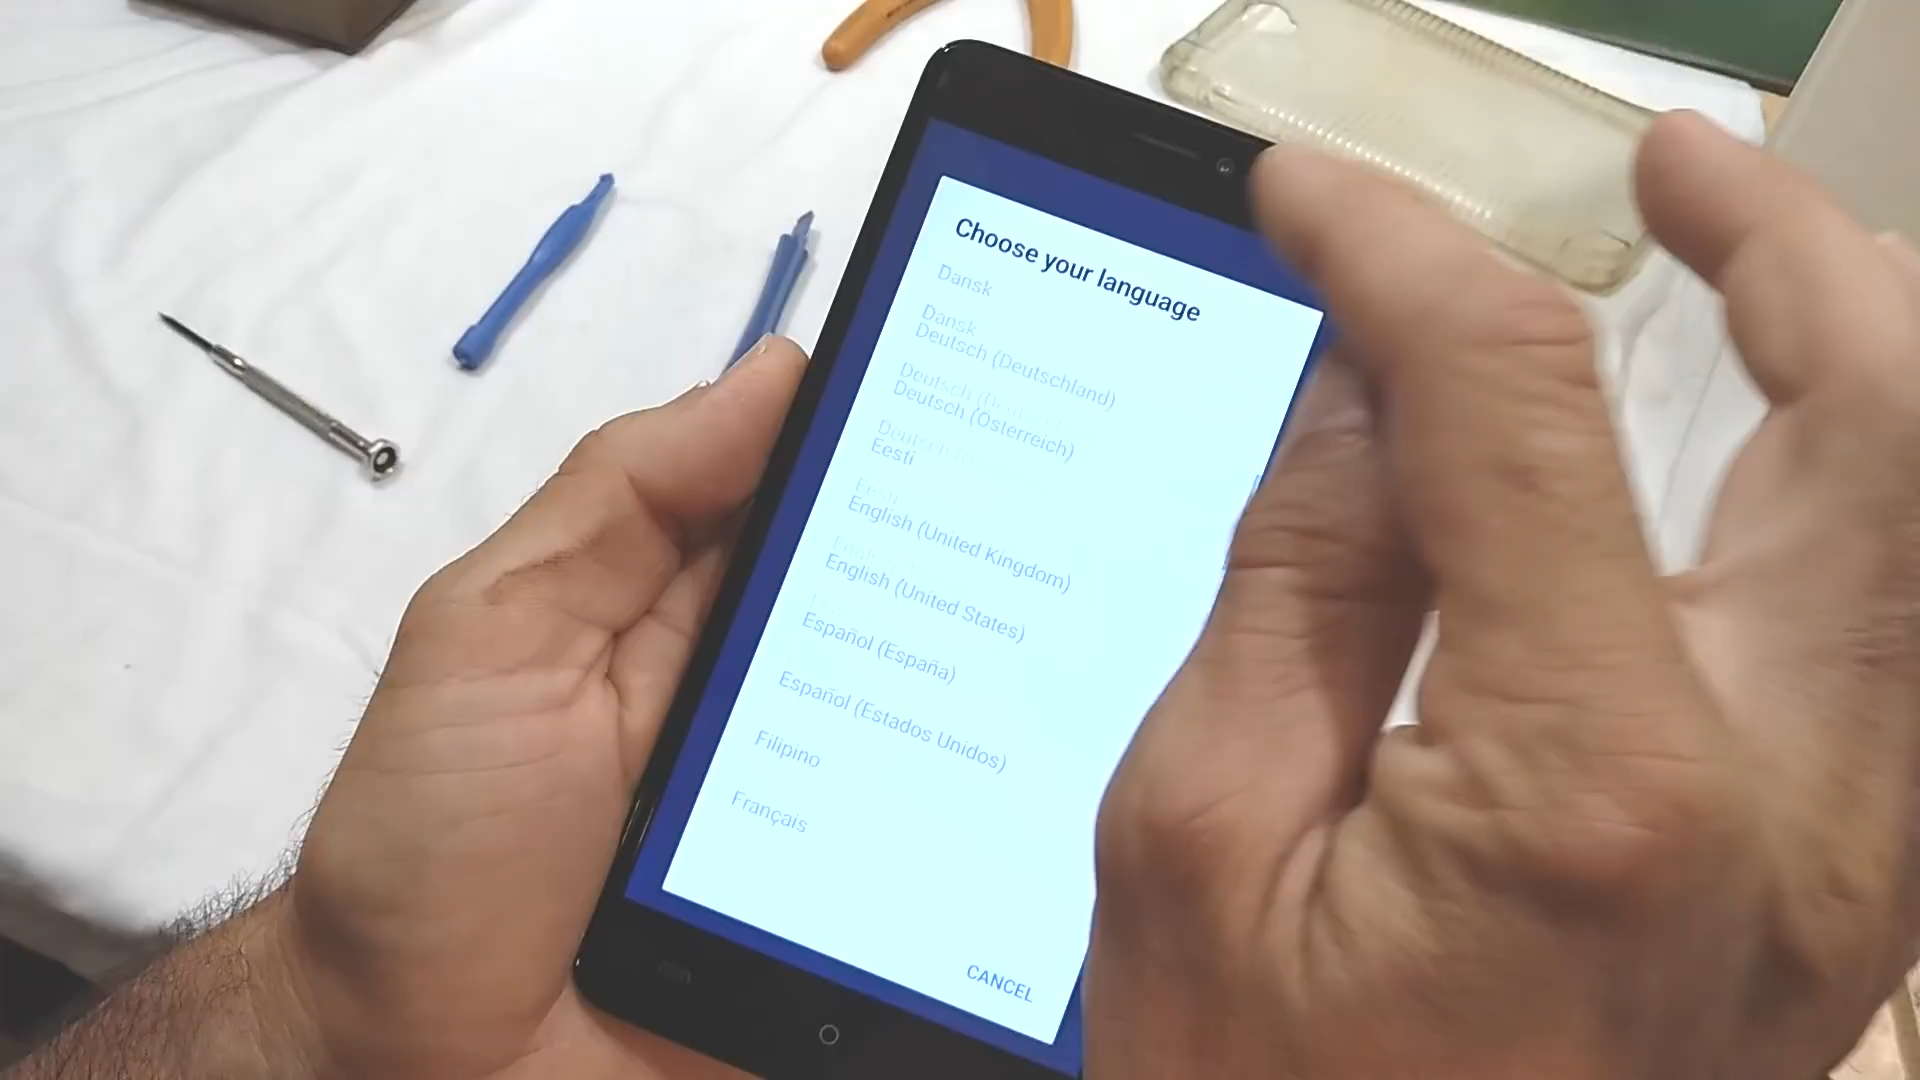 Choose your language
Dansk
Dansk
Deutsch (Deutschland)
Deutsch (Österreich)
Eesti
English (United Kingdom)
English (United States)
Español (España)
Español (Estados Unidos)
Filipino
Français
CANCEL